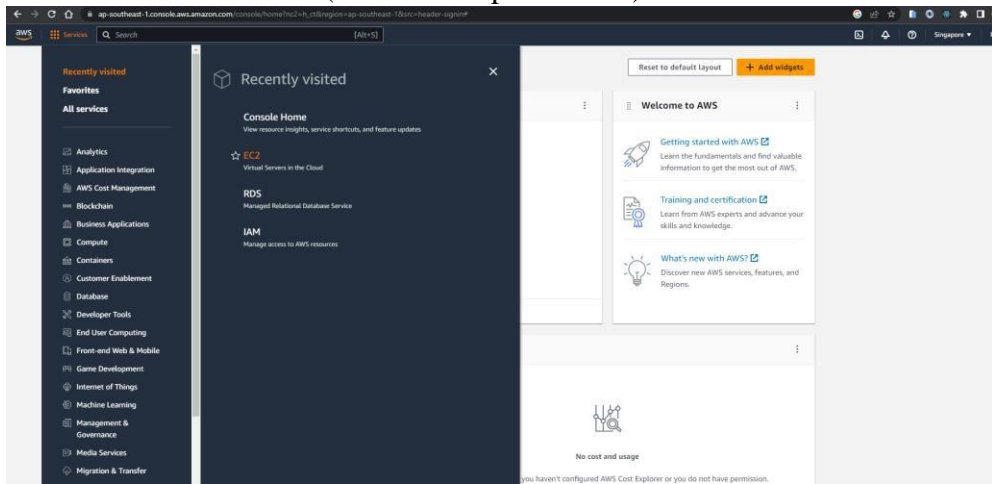 ap-southeast-1.console.aws.amazon.com/console/home?nc2=h_ct&region=ap-southeast-1&src=header-signin#
aws
Services
Search
[Alt+S]
Singapore
Recently visited
Favorites
All services
Analytics
Application Integration
AWS Cost Management
Blockchain
Business Applications
Compute
Containers
Customer Enablement
Database
Developer Tools
End User Computing
Front-end Web & Mobile
Game Development
Internet of Things
Machine Learning
Management &
Governance
Media Services
Migration & Transfer
Recently visited
Console Home
View resource insights, service shortcuts, and feature updates
EC2
Virtual Servers in the Cloud
RDS
Managed Relational Database Service
IAM
Manage access to AWS resources
Reset to default layout
+ Add widgets
Welcome to AWS
Getting started with AWS
Learn the fundamentals and find valuable
information to get the most out of AWS.
Training and certification
Learn from AWS experts and advance your
skills and knowledge.
What's new with AWS?
Discover new AWS services, features, and
Regions.
No cost and usage
you haven't configured AWS Cost Explorer or you do not have permission.